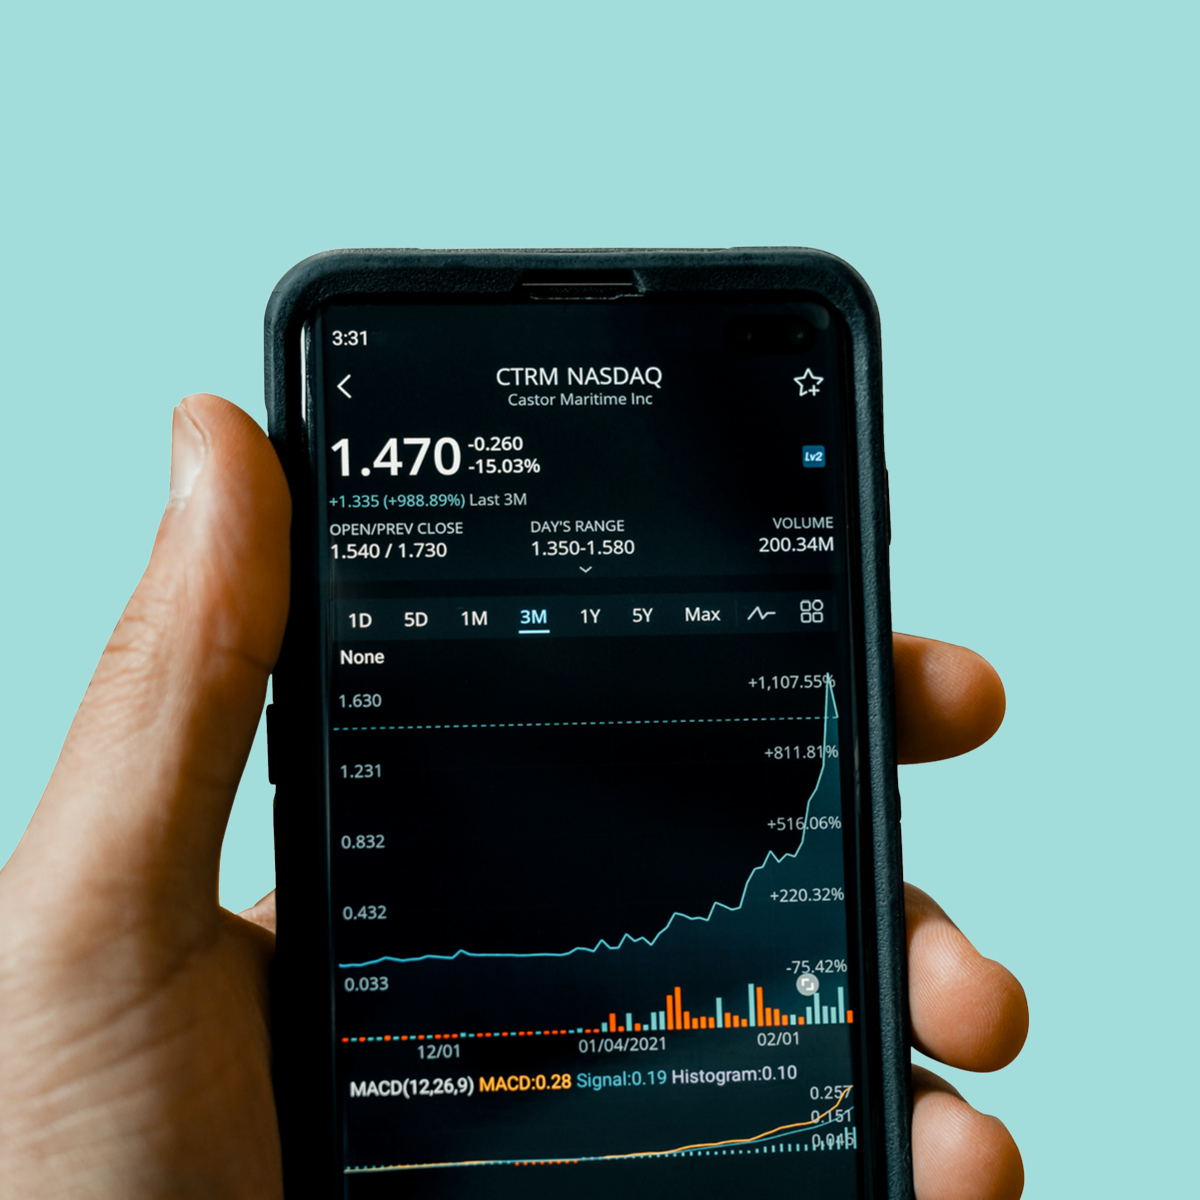 3:31
CTRM NASDAQ
Castor Maritime Inc
1.470
-0.260
-15.03%
Lv2
+1.335 (+988.89%) Last 3M
OPEN/PREV CLOSE DAY'S RANGE VOLUME
1.540 / 1.730 1.350-1.580 200.34M
1D 5D 1M 3M 1Y 5Y Max
None
1.630 +1,107.55%
1.231 +811.81%
0.832 +516.06%
0.432 +220.32%
0.033 -75.42%
12/01 01/04/2021 02/01
MACD(12,26,9) MACD:0.28 Signal:0.19 Histogram:0.10
0.257
0.151
0.045